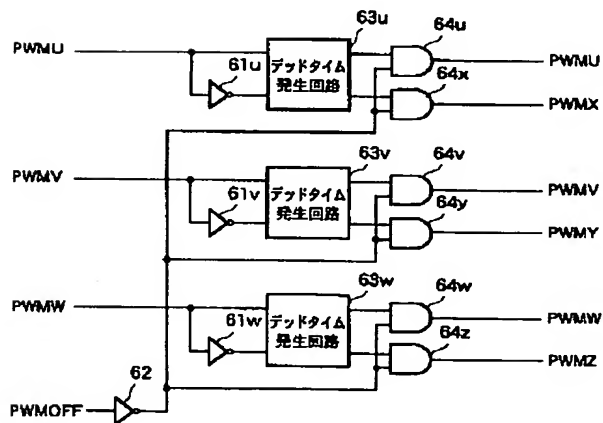 63u
64u
PWMU
61u
デッドタイム
発生回路
PWMU
64x
PWMX
63v
64v
PWMV
61v
デッドタイム
発生回路
PWMV
64y
PWMY
63w
64w
PWMW
61w
デッドタイム
発生回路
PWMW
64z
PWMZ
62
PWMOFF